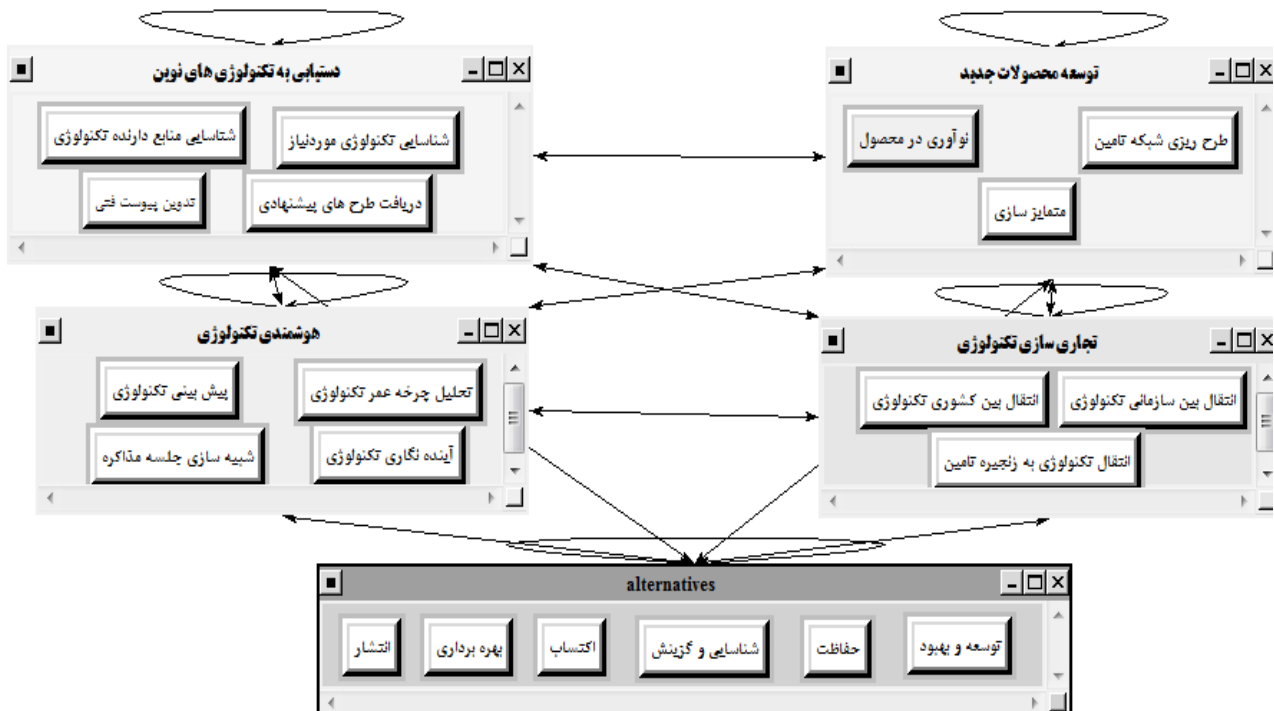 دستیابی به تکنولوژی های نوین
شناسایی تکنولوژی موردنیاز
شناسایی منابع دارنده تکنولوژی
دریافت طرح های پیشنهادی
تدوین پیوست فنی
توسعه محصولات جدید
طرح ریزی شبکه تامین
نوآوری در محصول
متمایز سازی
هوشمندی تکنولوژی
تحلیل چرخه عمر تکنولوژی
پیش بینی تکنولوژی
آینده نگاری تکنولوژی
شبیه سازی جلسه مذاکره
تجاری سازی تکنولوژی
انتقال بین سازمانی تکنولوژی
انتقال بین کشوری تکنولوژی
انتقال تکنولوژی به زنجیره تامین
alternatives
توسعه و بهبود
حفاظت
شناسایی و گزینش
اکتساب
بهره برداری
انتشار